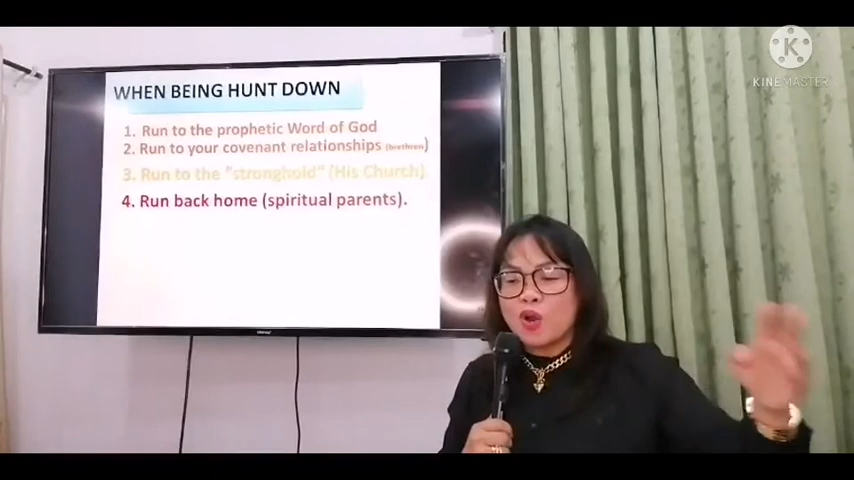 WHEN BEING HUNT DOWN
1. Run to the prophetic Word of God
2. Run to your covenant relationships (brethren)
3. Run to the "stronghold" (His Church).
4. Run back home (spiritual parents).
K
KINEMASTER